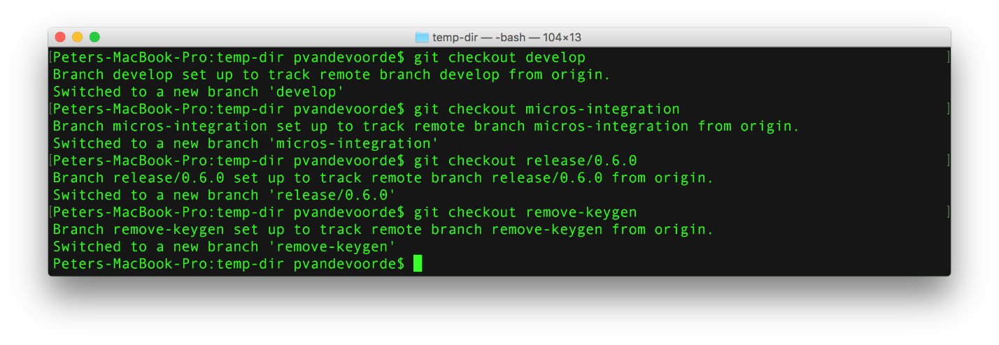 temp-dir — -bash — 104×13
[Peters-MacBook-Pro:temp-dir pvandevoorde$ git checkout develop ]
Branch develop set up to track remote branch develop from origin.
Switched to a new branch 'develop'
[Peters-MacBook-Pro:temp-dir pvandevoorde$ git checkout micros-integration ]
Branch micros-integration set up to track remote branch micros-integration from origin.
Switched to a new branch 'micros-integration'
[Peters-MacBook-Pro:temp-dir pvandevoorde$ git checkout release/0.6.0 ]
Branch release/0.6.0 set up to track remote branch release/0.6.0 from origin.
Switched to a new branch 'release/0.6.0'
[Peters-MacBook-Pro:temp-dir pvandevoorde$ git checkout remove-keygen ]
Branch remove-keygen set up to track remote branch remove-keygen from origin.
Switched to a new branch 'remove-keygen'
Peters-MacBook-Pro:temp-dir pvandevoorde$